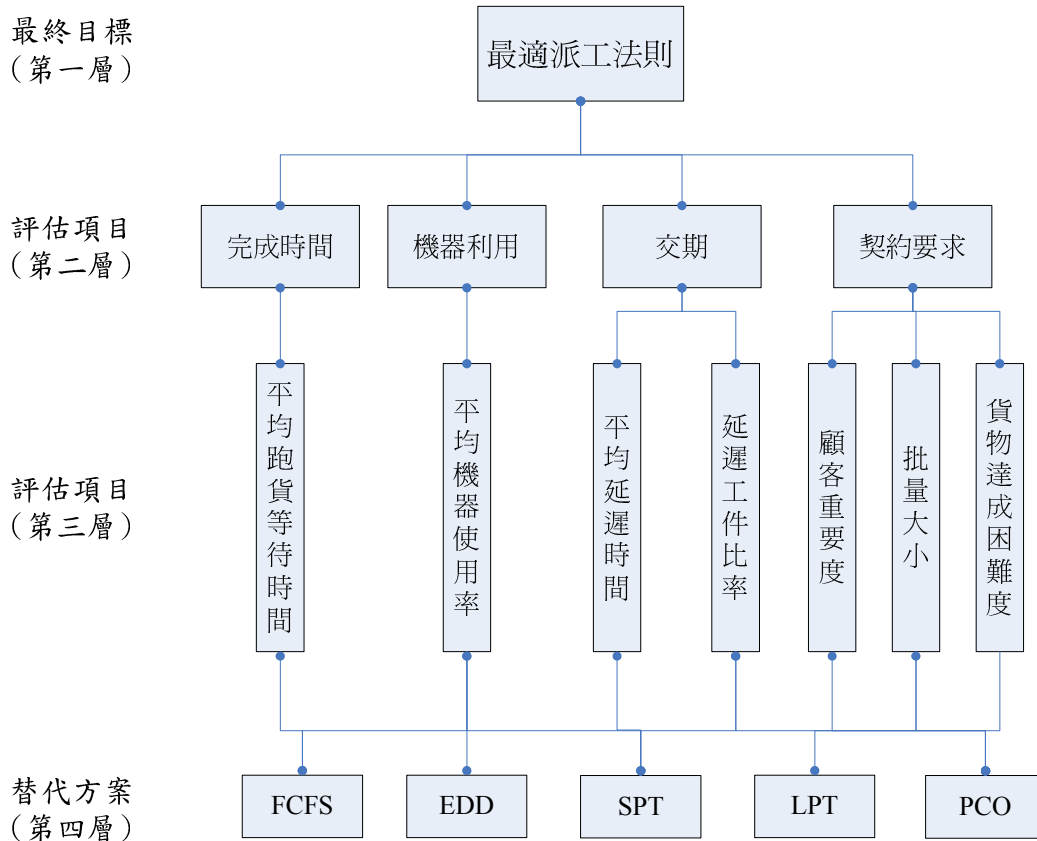 最終目標
(第一層)
最適派工法則
評估項目
(第二層)
完成時間
機器利用
交期
契約要求
評估項目
(第三層)
平均跑貨等待時間
平均機器使用率
平均延遲時間
延遲工件比率
顧客重要度
批量大小
貨物達成困難度
替代方案
(第四層)
FCFS
EDD
SPT
LPT
PCO